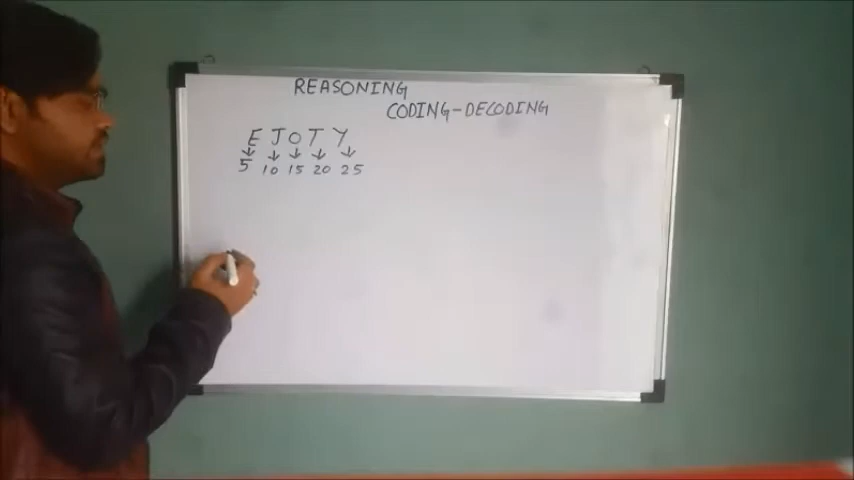 REASONING
CODING-DECODING
E J O T Y
↓ ↓ ↓ ↓ ↓
5 10 15 20 25